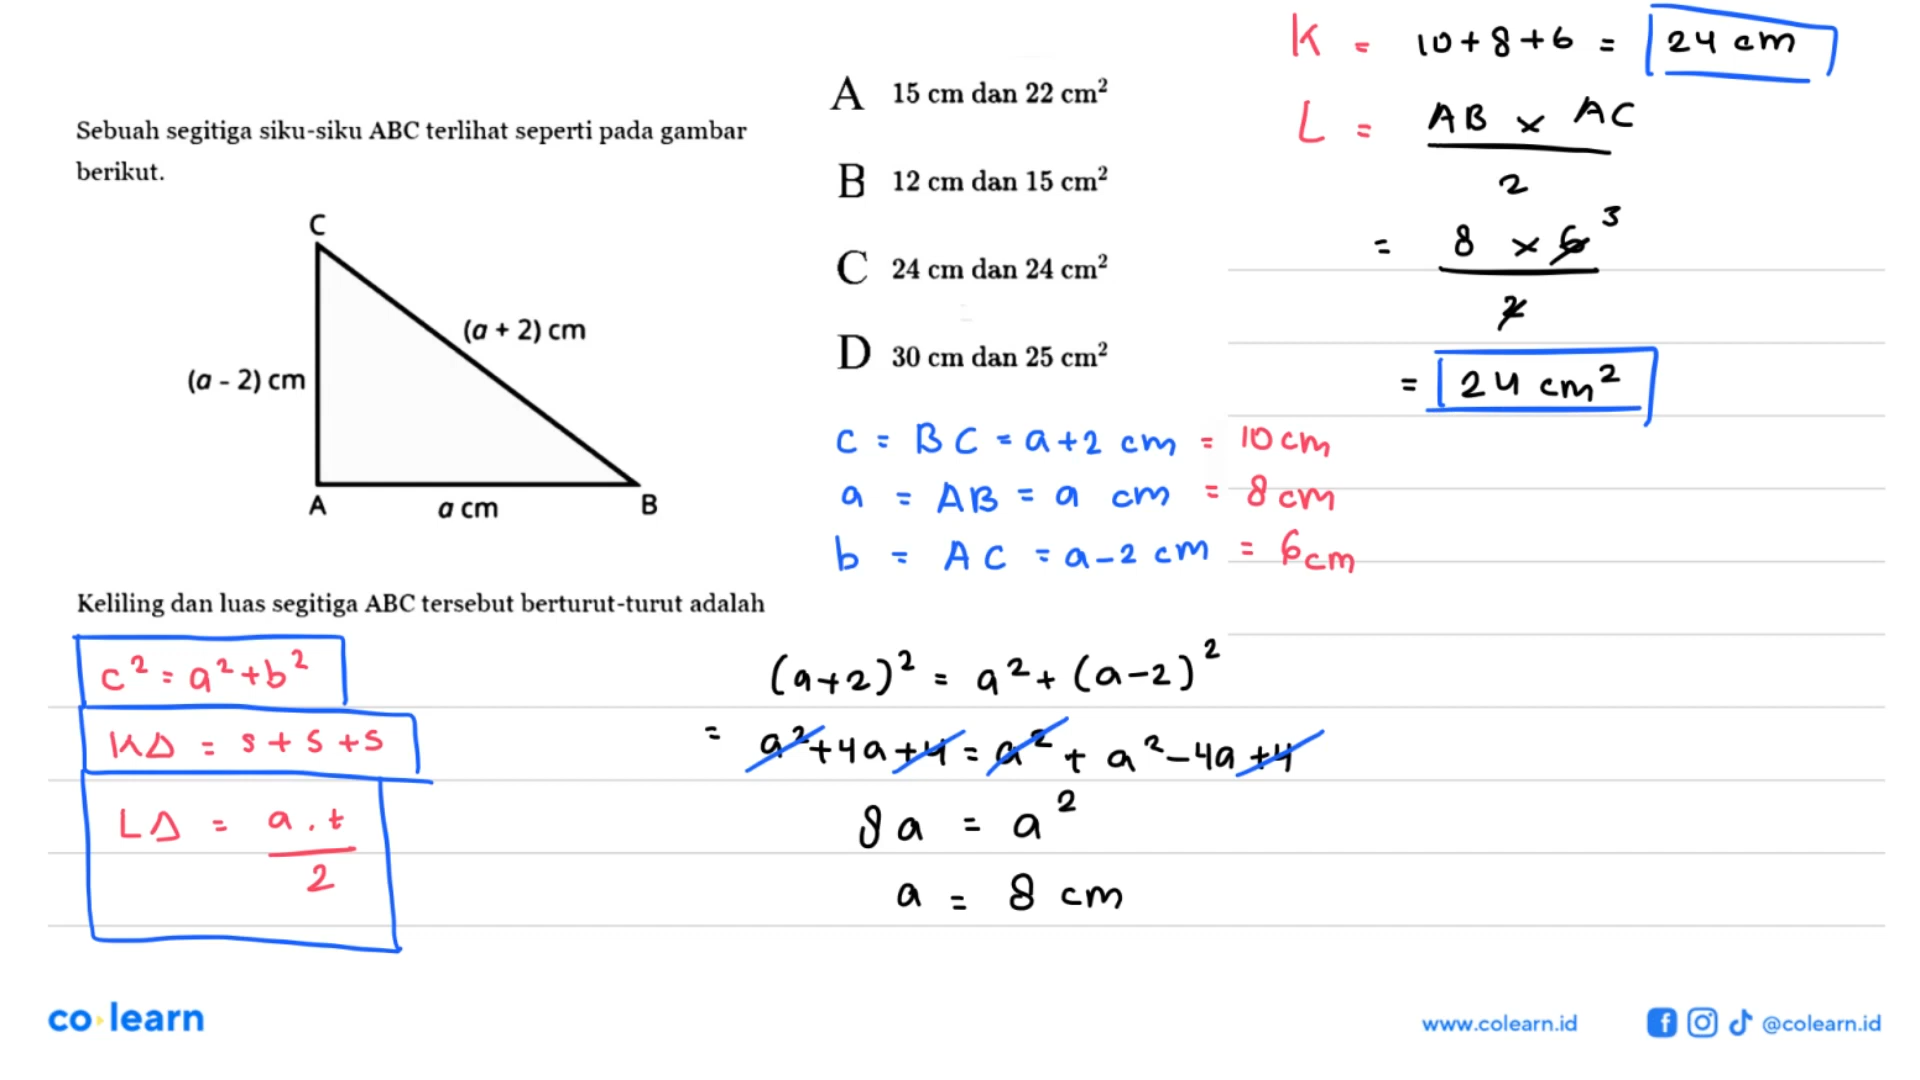 Sebuah segitiga siku-siku ABC terlihat seperti pada gambar
berikut.
C
(a + 2) cm
(a - 2) cm
A
a cm
B
Keliling dan luas segitiga ABC tersebut berturut-turut adalah
A 15 cm dan 22 cm²
B 12 cm dan 15 cm²
C 24 cm dan 24 cm²
D 30 cm dan 25 cm²
c = BC = a+2 cm = 10 cm
a = AB = a cm = 8 cm
b = AC = a-2 cm = 6 cm
K = 10+8+6 = 24 cm
L = AB × AC
2
= 8 × 6 3
2
= 24 cm²
c² = a² + b²
KΔ = s + s + s
LΔ = a . t
2
(a+2)² = a² + (a-2)²
= a² + 4a + 4 = a² + a² - 4a + 4
8a = a²
a = 8 cm
co learn
www.colearn.id
@colearn.id